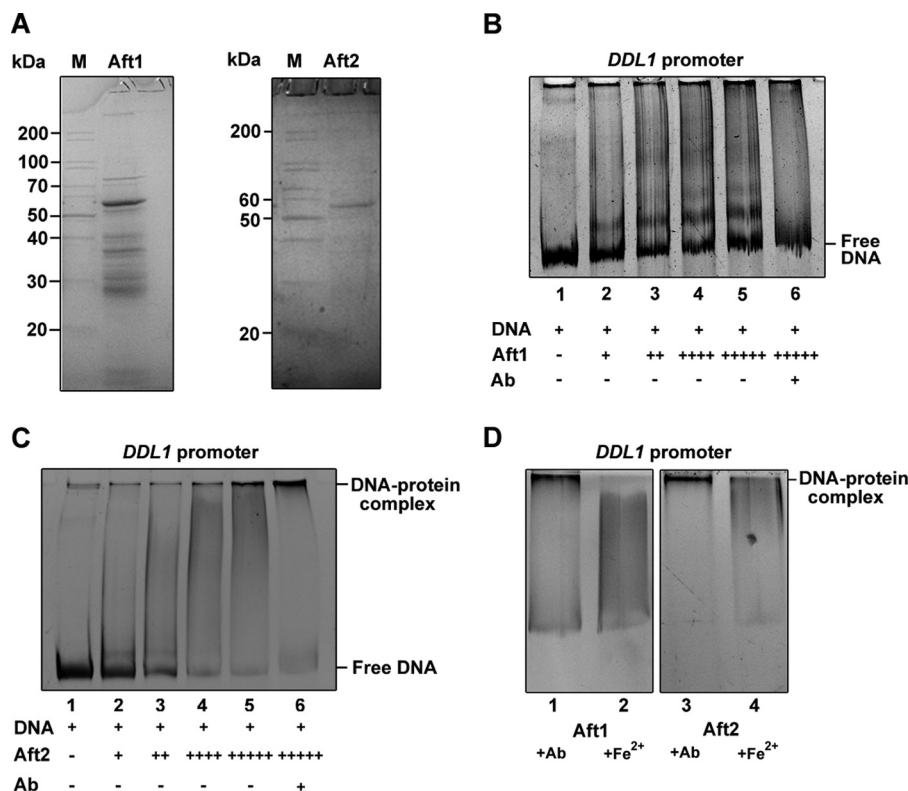 A
kDa M Aft1
200
100
70
50
40
30
20
kDa M Aft2
200
60
50
20
B
DDL1 promoter
Free
DNA
1 2 3 4 5 6
DNA + + + + + +
Aft1 - + ++ ++++ +++++ +++++
Ab - - - - - +
C
DDL1 promoter
DNA-protein
complex
Free DNA
1 2 3 4 5 6
DNA + + + + + +
Aft2 - + ++ ++++ +++++ +++++
Ab - - - - - +
D
DDL1 promoter
DNA-protein
complex
1 2 3 4
Aft1 Aft2
+Ab +Fe²⁺ +Ab +Fe²⁺